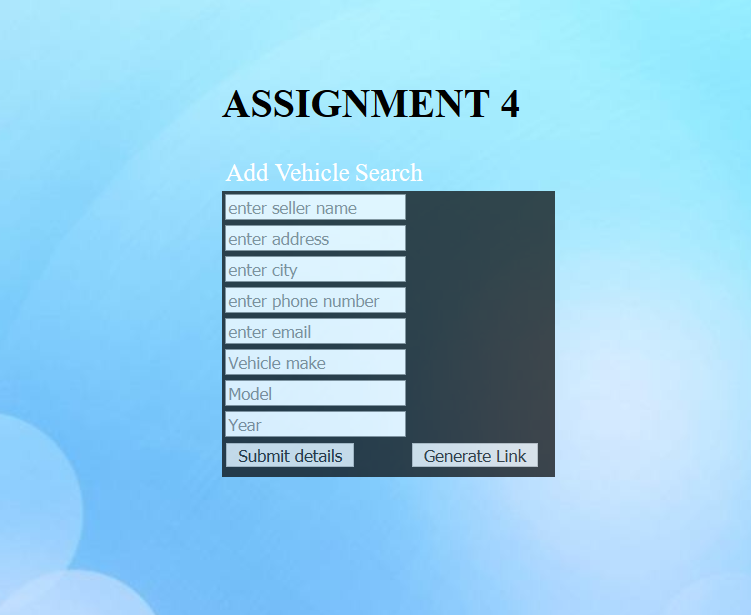 ASSIGNMENT 4
Add Vehicle Search
enter seller name
enter address
enter city
enter phone number
enter email
Vehicle make
Model
Year
Submit details Generate Link